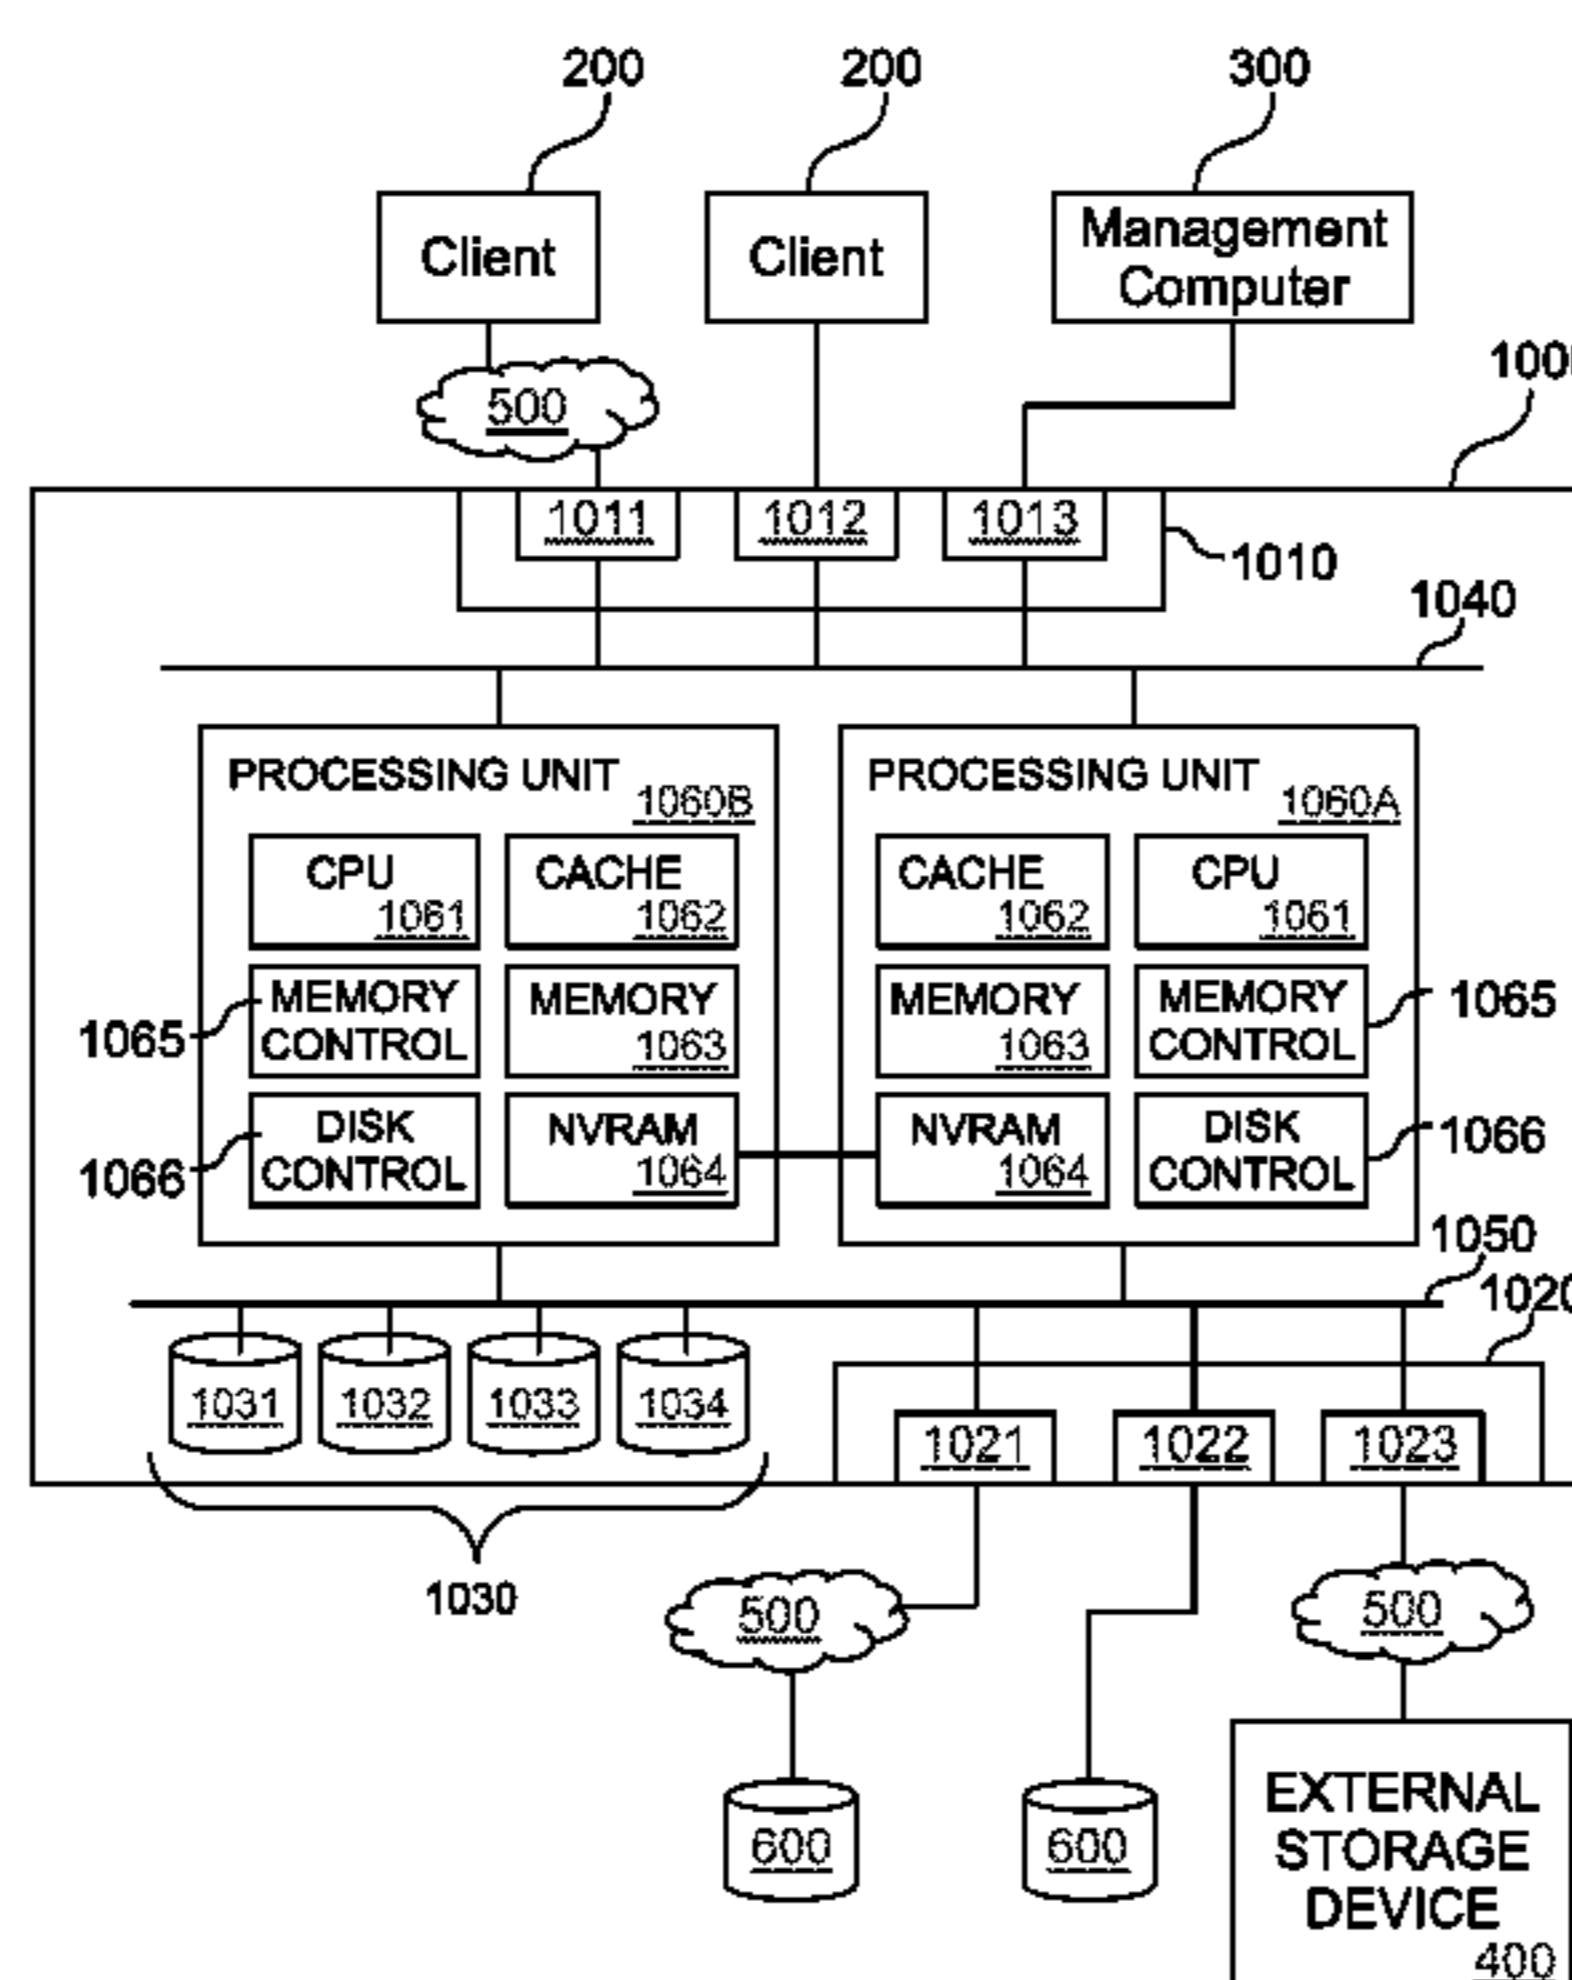 200
200
300
Client
Client
Management
Computer
500
1011
1012
1013
1010
1040
PROCESSING UNIT
1060B
CPU
1061
CACHE
1062
MEMORY
CONTROL
1065
MEMORY
1063
DISK
CONTROL
1066
NVRAM
1064
PROCESSING UNIT
1060A
CACHE
1062
CPU
1061
MEMORY
1063
MEMORY
CONTROL
1065
NVRAM
1064
DISK
CONTROL
1066
1050
1020
1031
1032
1033
1034
1021
1022
1023
1030
500
500
600
600
EXTERNAL
STORAGE
DEVICE
400